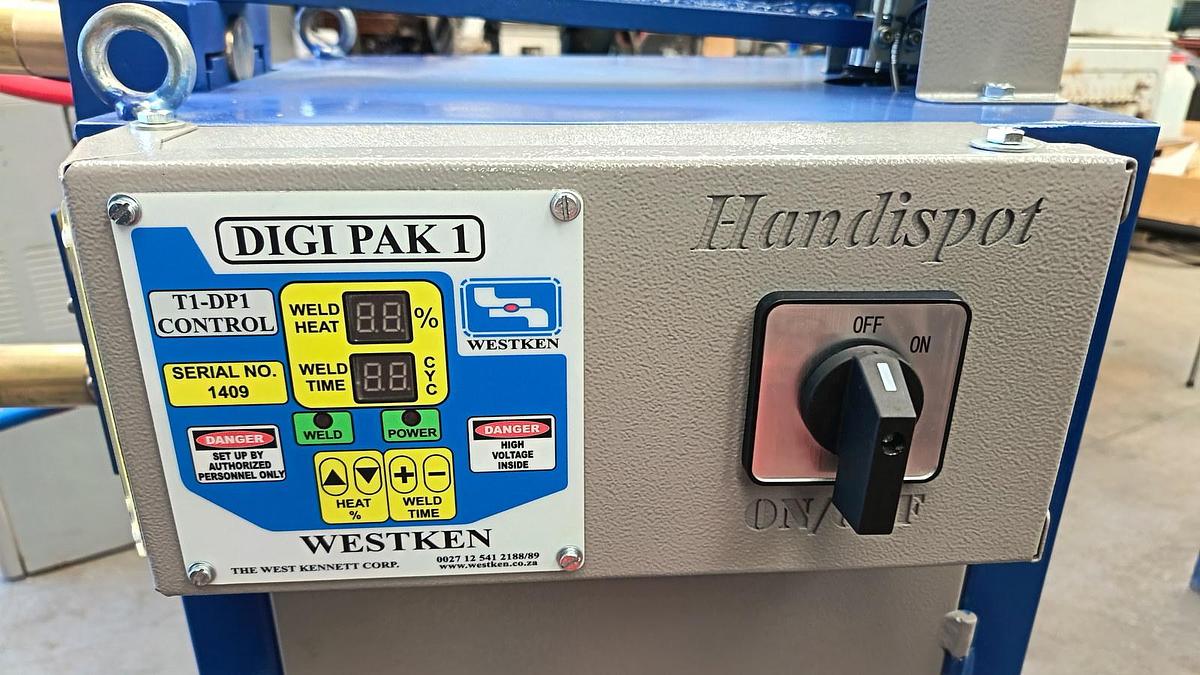 DIGI PAK 1
T1-DP1
CONTROL
SERIAL NO.
1409
WELD
HEAT
%
WELD
TIME
CYC
WESTKEN
WELD
POWER
DANGER
SET UP BY
AUTHORIZED
PERSONNEL ONLY
DANGER
HIGH
VOLTAGE
INSIDE
HEAT
%
+ -
WELD
TIME
WESTKEN
THE WEST KENNETT CORP.
0027 12 541 2188/89
www.westken.co.za
Handispot
OFF
ON
ON/
F